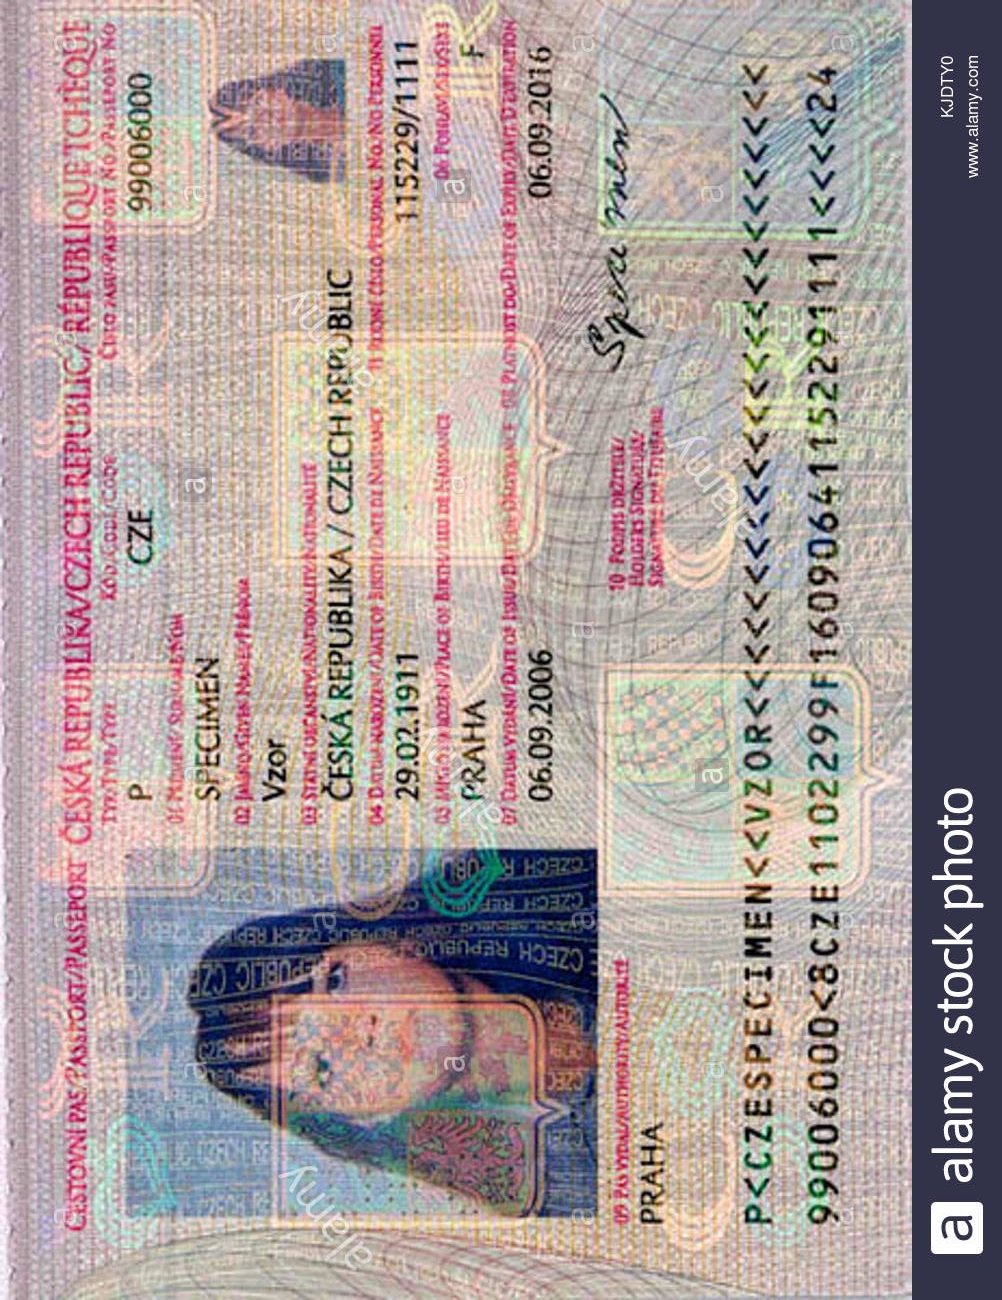 CESTOVNÍ PAS/PASSPORT/PASSEPORT ČESKÁ REPUBLIKA/CZECH REPUBLIC/RÉPUBLIQUE TCHÈQUE
TYP/TYPE/TYPE KÓD/CODE/CODE ČÍSLO PASU/PASSPORT NO./PASSEPORT NO
P CZE 99006000
01 PŘÍJMENÍ/SURNAME/NOM
SPECIMEN
02 JMÉNO/GIVEN NAMES/PRÉNOM
Vzor
03 STÁTNÍ OBČANSTVÍ/NATIONALITY/NATIONALITÉ
ČESKÁ REPUBLIKA / CZECH REPUBLIC
04 DATUM NAROZENÍ/DATE OF BIRTH/DATE DE NAISSANCE 11 RODNÉ ČÍSLO/PERSONAL NO./NO PERSONNEL
29.02.1911 115229/1111
05 MÍSTO NAROZENÍ/PLACE OF BIRTH/LIEU DE NAISSANCE 06 POHLAVÍ/SEX/SEXE
PRAHA F
07 DATUM VYDÁNÍ/DATE OF ISSUE/DATE DE DÉLIVRANCE 08 PLATNOST DO/DATE OF EXPIRY/DATE D'EXPIRATION
06.09.2006 06.09.2016
09 PAS VYDAL/AUTHORITY/AUTORITÉ
PRAHA
10 PODPIS DRŽITELE/
HOLDER'S SIGNATURE/
SIGNATURE DU TITULAIRE
Specimen
P<CZESPECIMEN<<VZOR<<<<<<<<<<<<<<<<<<<<<<<<<
99006000<8CZE1102299F16090641152291111<<<<24
a alamy stock photo
KJDTY0
www.alamy.com